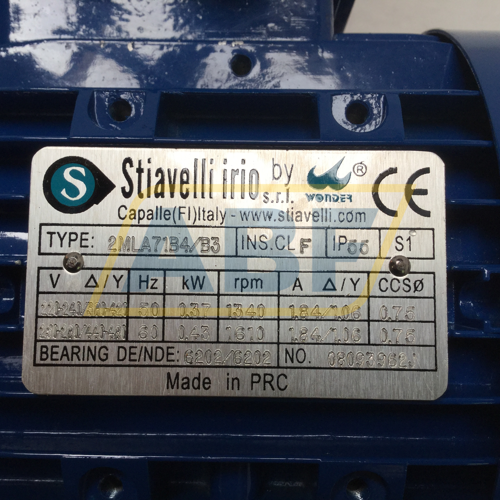 S Stiavelli irio by
s.r.l. WONDER ® CE
Capalle(FI)Italy - www.stiavelli.com
TYPE: 2MLA71B4/B3 INS.CL F IP55 S1
V Δ/Y Hz kW rpm A Δ/Y CCSØ
50 0.37 1340 1.84/1.06 0.75
60 0.43 1610 1.84/1.06 0.75
BEARING DE/NDE: 6202/6202 NO.
Made in PRC
ABF